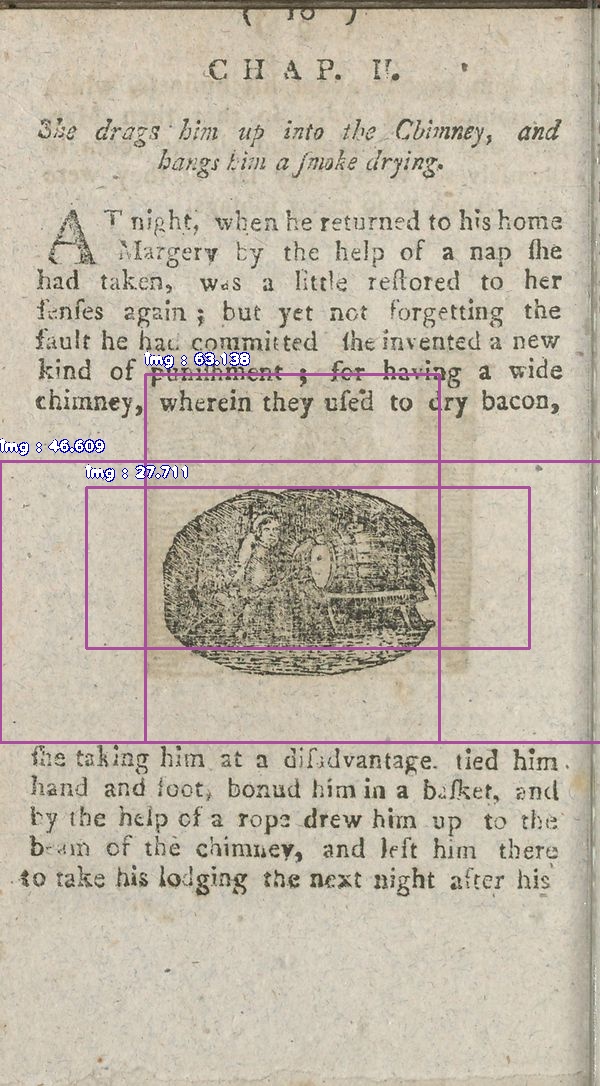 ( 10 )
CHAP. II.
She drags him up into the Chimney, and
hangs him a ſmoke drying.
AT night, when he returned to his home
Margery by the help of a nap ſhe
had taken, was a little reſtored to her
ſenſes again ; but yet not forgetting the
fault he had committed ſhe invented a new
kind of puniſhment ; for having a wide
chimney, wherein they uſe'd to dry bacon,
img : 63.138
img : 46.609
img : 27.711
ſhe taking him at a diſadvantage. tied him
hand and foot, bonud him in a baſket, and
by the help of a rope drew him up to the
beam of the chimney, and left him there
to take his lodging the next night after his